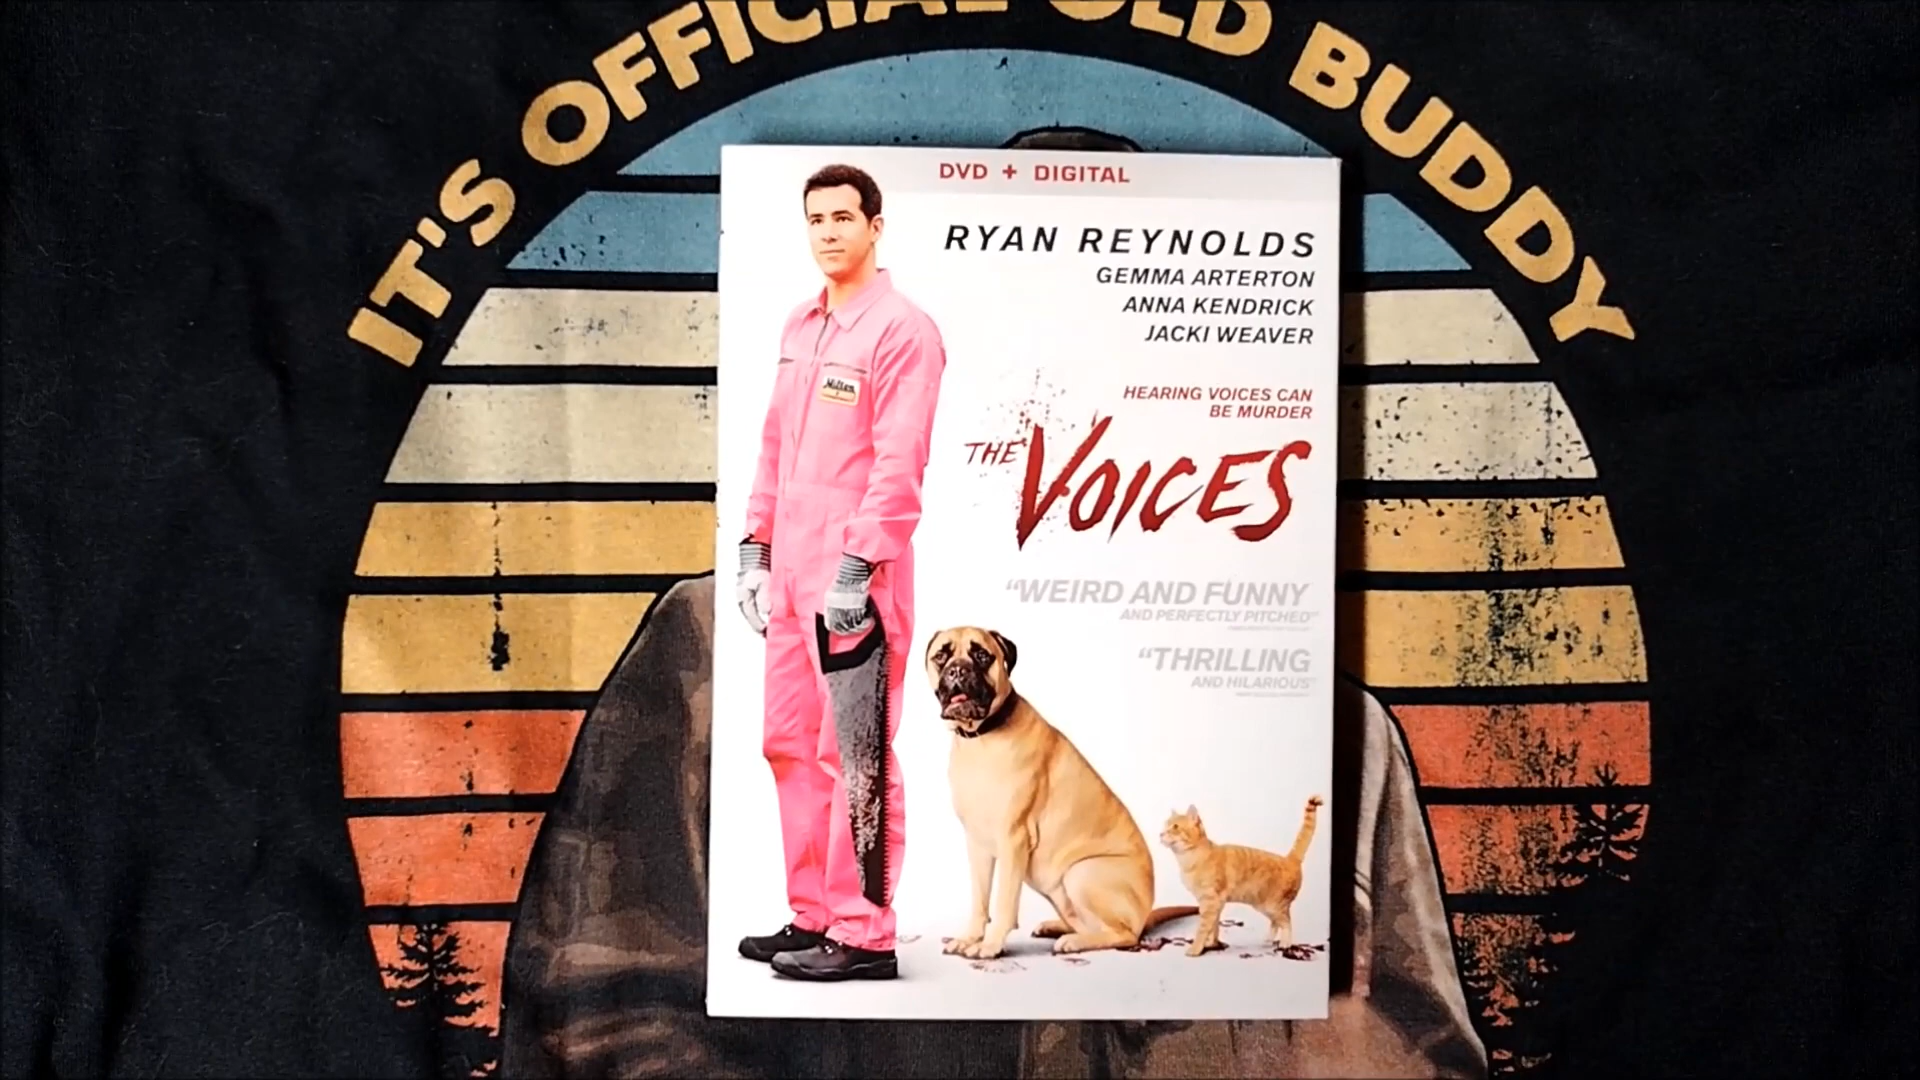 IT'S OFFICIAL OLD BUDDY
DVD + DIGITAL
RYAN REYNOLDS
GEMMA ARTERTON
ANNA KENDRICK
JACKI WEAVER
HEARING VOICES CAN
BE MURDER
THE VOICES
Milton
"WEIRD AND FUNNY
AND PERFECTLY PITCHED"
"THRILLING
AND HILARIOUS"